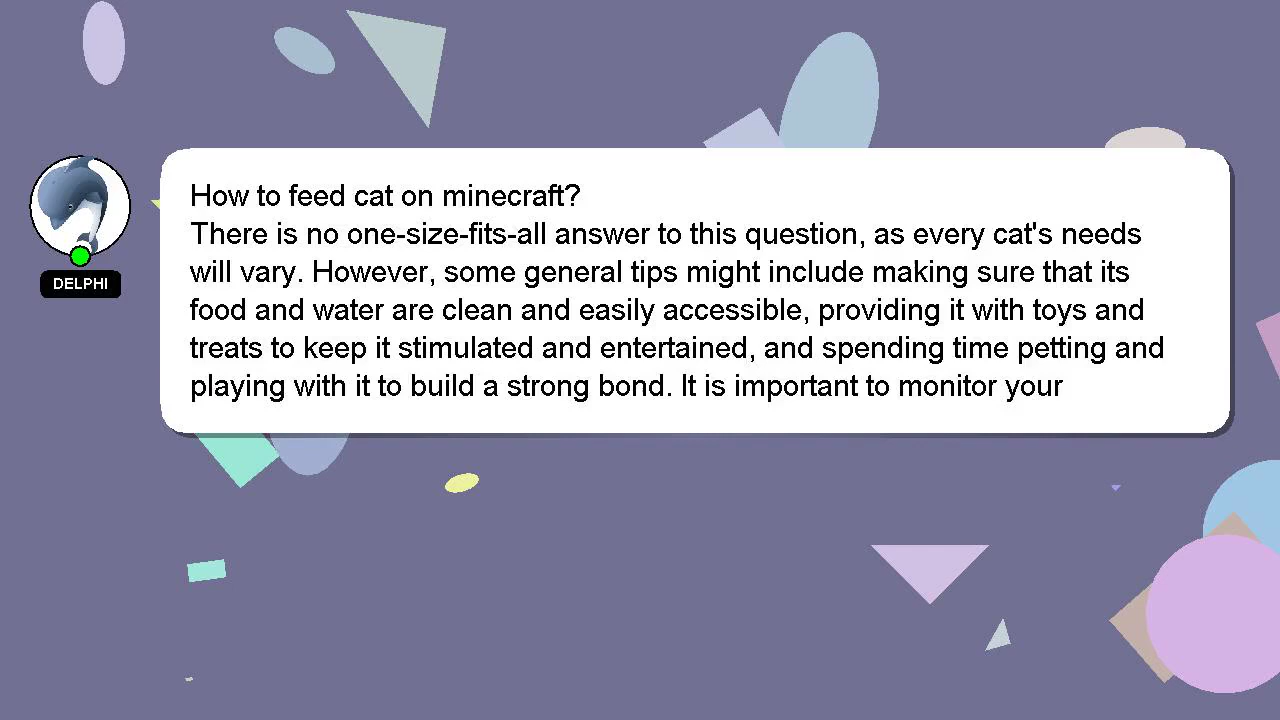 How to feed cat on minecraft?
There is no one-size-fits-all answer to this question, as every cat's needs
will vary. However, some general tips might include making sure that its
food and water are clean and easily accessible, providing it with toys and
treats to keep it stimulated and entertained, and spending time petting and
playing with it to build a strong bond. It is important to monitor your
DELPHI